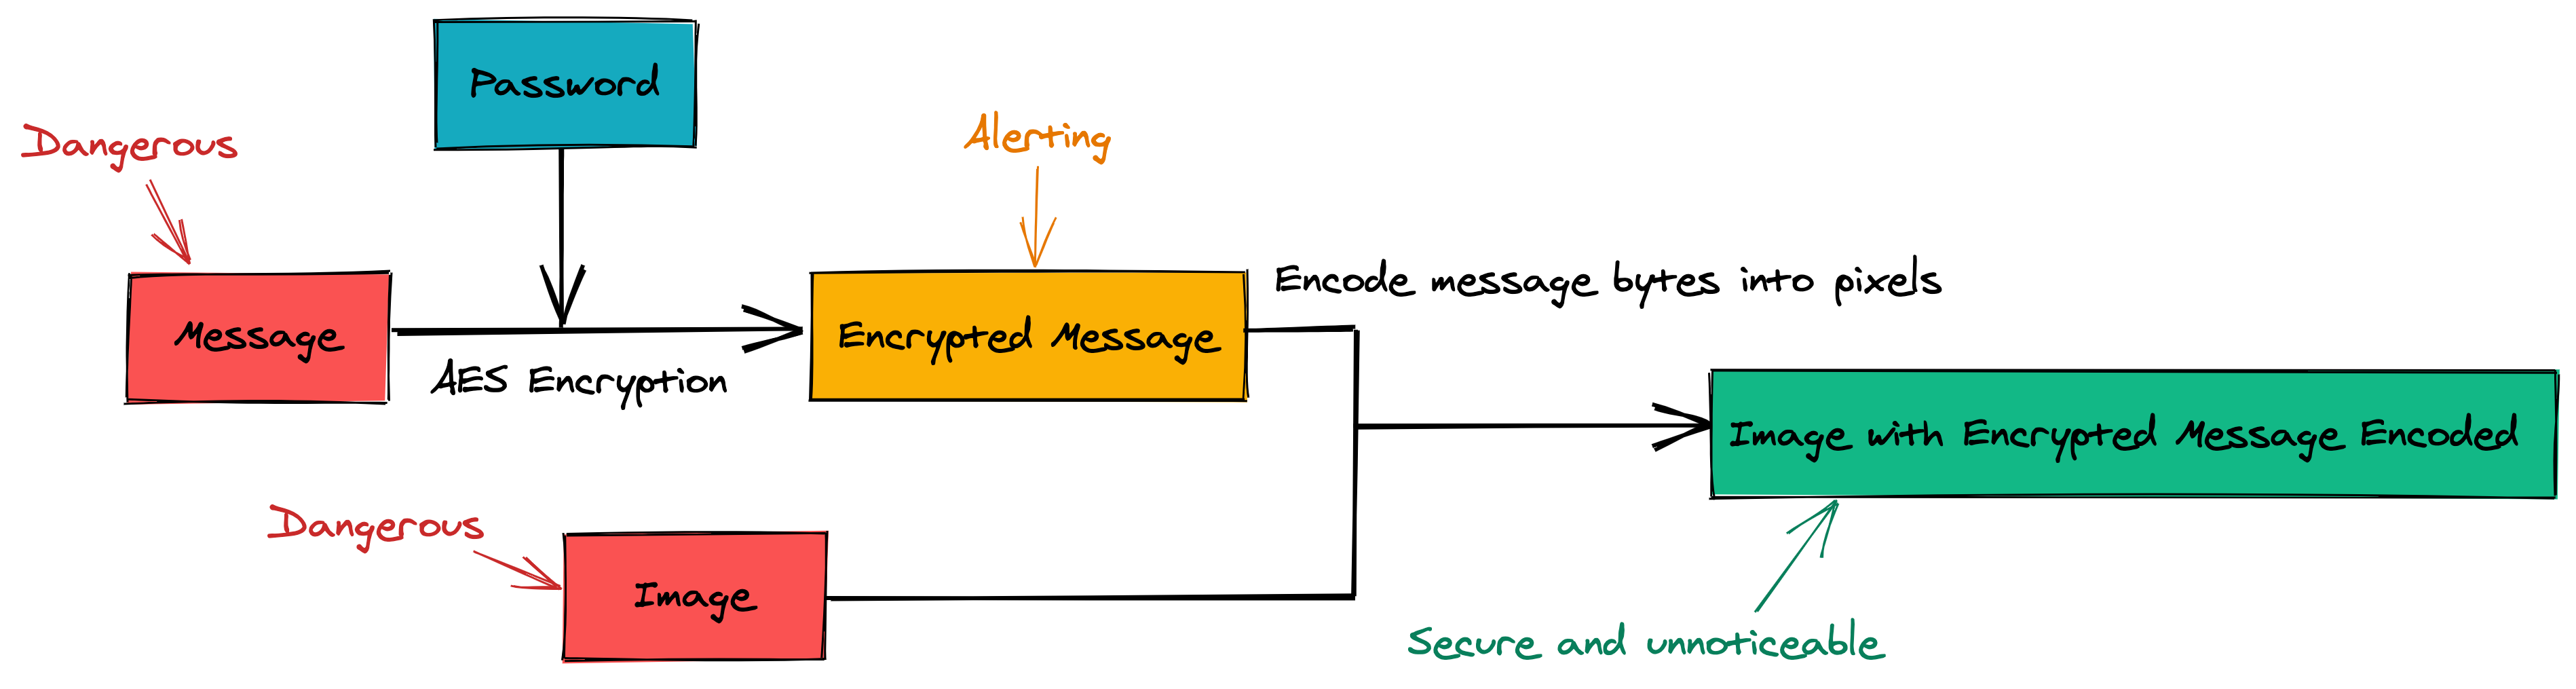 Password
Dangerous
Alerting
Encode message bytes into pixels
Message
Encrypted Message
AES Encryption
Image with Encrypted Message Encoded
Dangerous
Image
Secure and unnoticeable